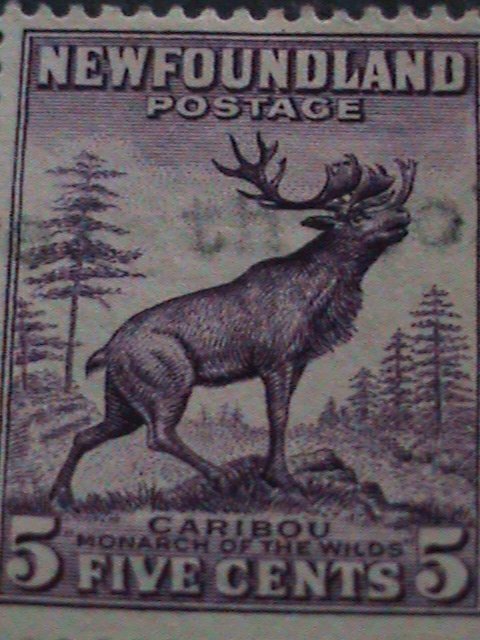 NEWFOUNDLAND
POSTAGE
CARIBOU
"MONARCH OF THE WILDS"
5 FIVE CENTS 5